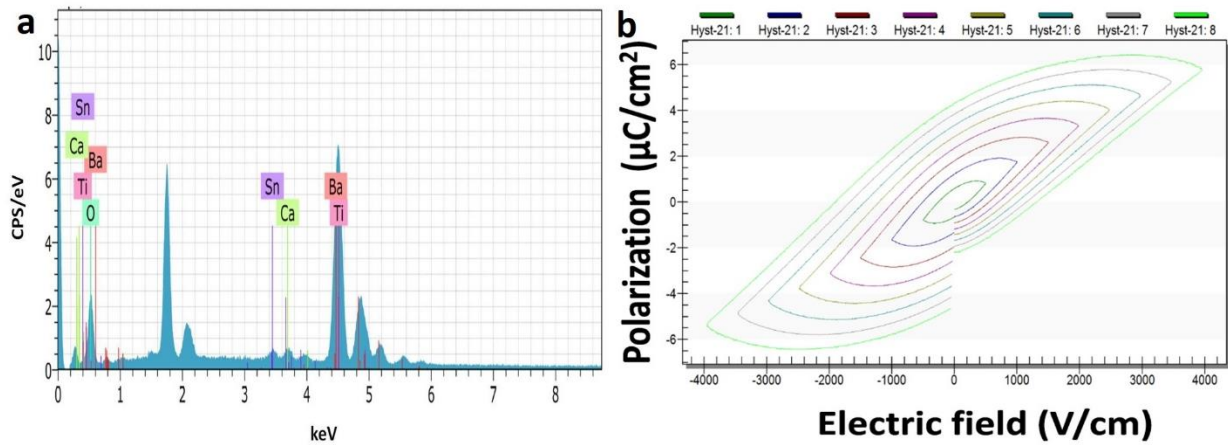 a
10
8
6
4
2
0
CPS/eV
Sn
Ca
Ba
Ti
O
Sn
Ca
Ba
Ti
0 1 2 3 4 5 6 7 8
keV
b
Hyst-21: 1 Hyst-21: 2 Hyst-21: 3 Hyst-21: 4 Hyst-21: 5 Hyst-21: 6 Hyst-21: 7 Hyst-21: 8
Polarization (µC/cm²)
6
4
2
0
-2
-4
-6
-4000 -3000 -2000 -1000 0 1000 2000 3000 4000
Electric field (V/cm)